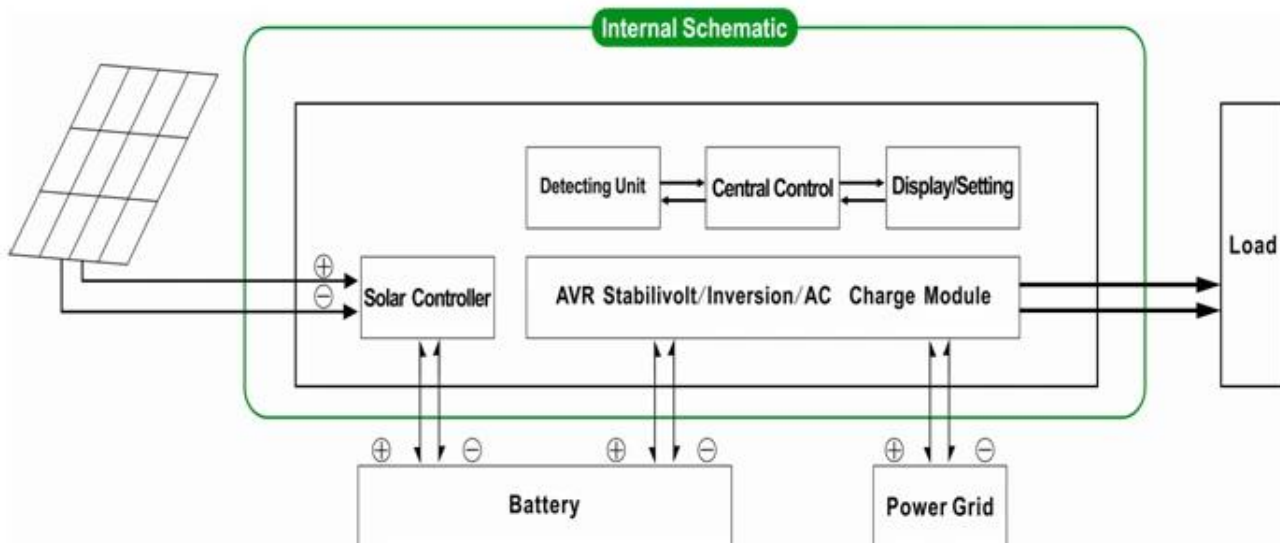 Internal Schematic
Detecting Unit
Central Control
Display/Setting
Load
⊕
⊖
Solar Controller
AVR Stabilivolt/Inversion/AC Charge Module
⊕ ⊖ ⊕ ⊖ ⊕ ⊖
Battery
Power Grid